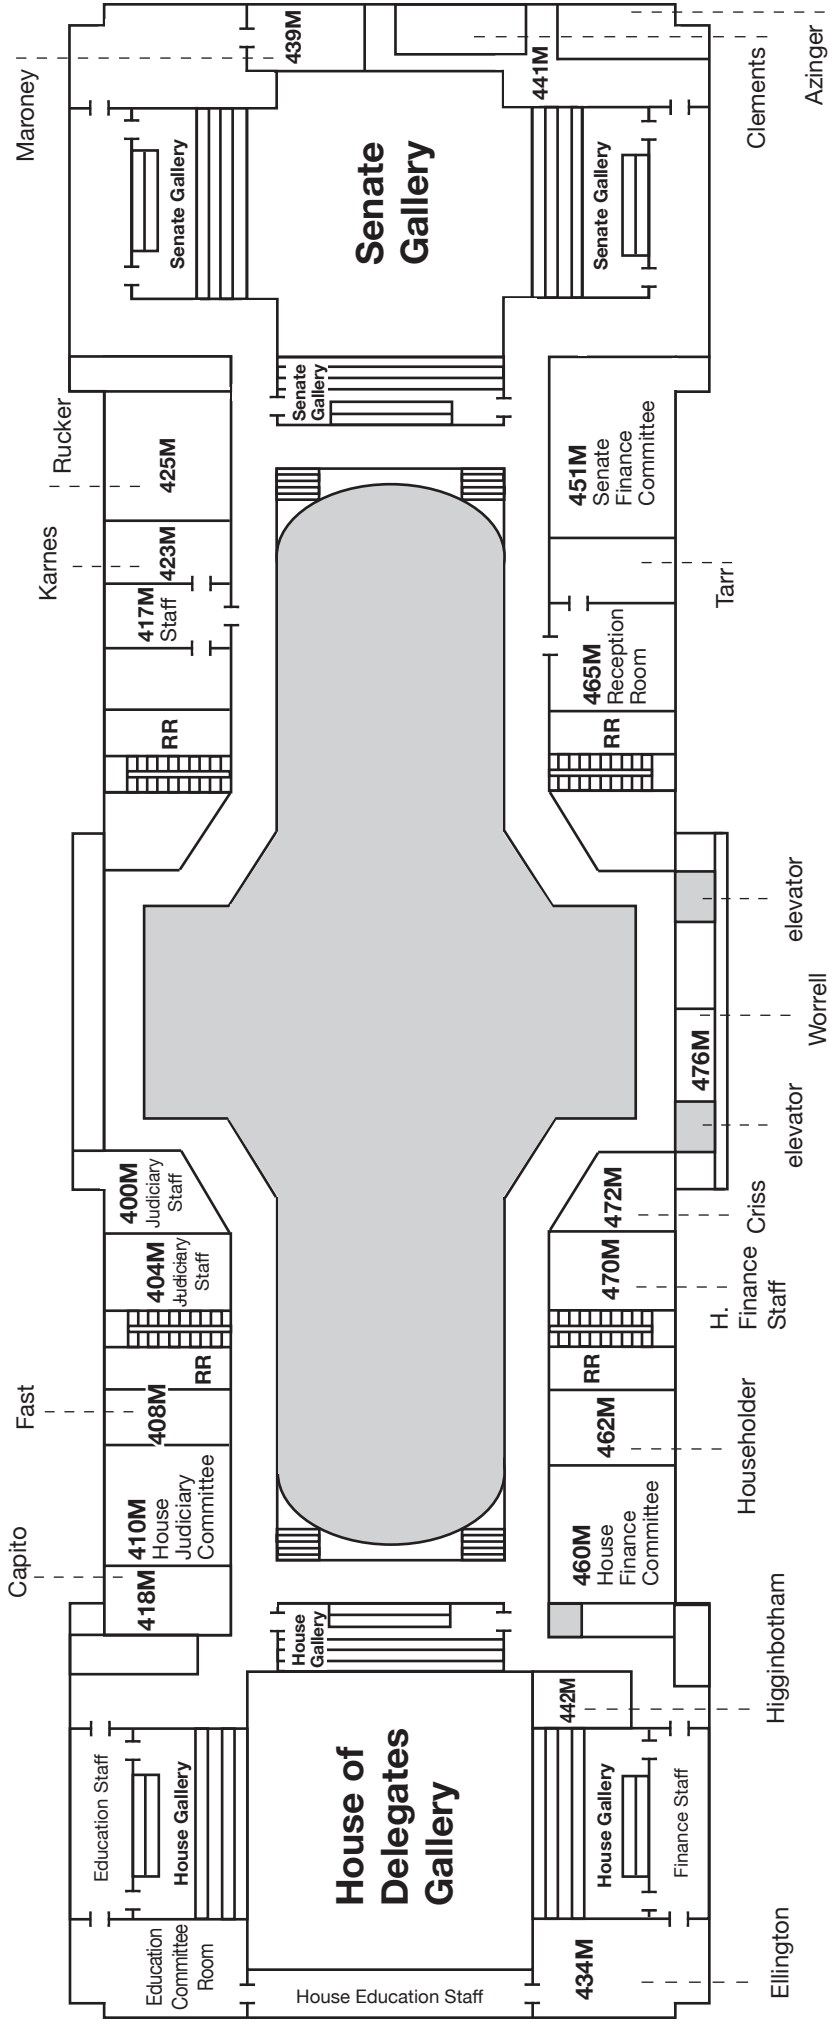 Maroney
439M
441M
Clements
Azinger
Senate Gallery
Senate
Gallery
Senate Gallery
Senate
Gallery
Rucker
425M
Karnes
423M
417M
Staff
RR
451M
Senate
Finance
Committee
Tarr
465M
Reception
Room
RR
elevator
Worrell
476M
elevator
400M
Judiciary
Staff
404M
Judiciary
Staff
472M
Criss
470M
H.
Finance
Staff
RR
Fast
408M
410M
House
Judiciary
Committee
Capito
418M
RR
462M
Householder
460M
House
Finance
Committee
House
Gallery
442M
Higginbotham
Education Staff
House Gallery
House of
Delegates
Gallery
House Gallery
Finance Staff
Education
Committee
Room
House Education Staff
434M
Ellington